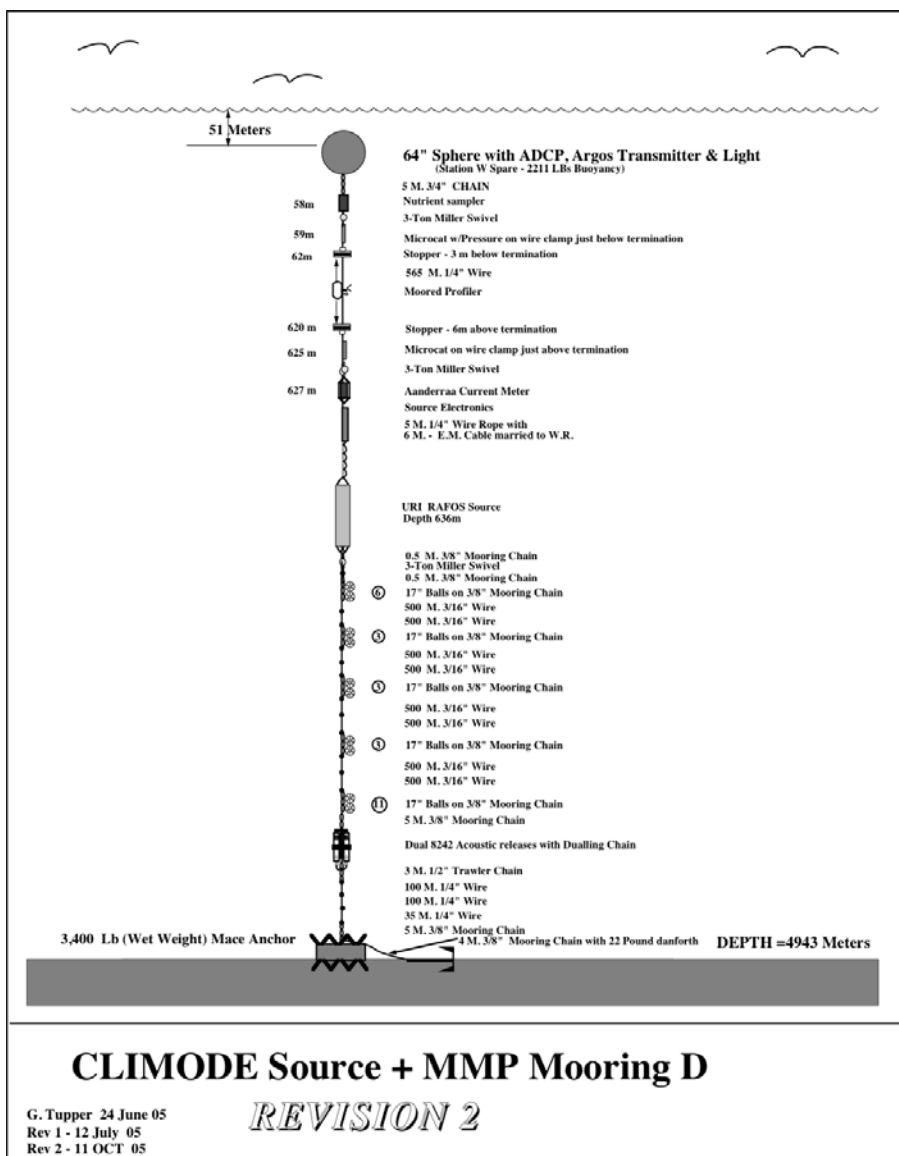 51 Meters
64" Sphere with ADCP, Argos Transmitter & Light
(Station W Spare - 2211 LBs Buoyancy)
5 M. 3/4" CHAIN
58m Nutrient sampler
3-Ton Miller Swivel
59m Microcat w/Pressure on wire clamp just below termination
62m Stopper - 3 m below termination
565 M. 1/4" Wire
Moored Profiler
620 m Stopper - 6m above termination
625 m Microcat on wire clamp just above termination
3-Ton Miller Swivel
627 m Aanderraa Current Meter
Source Electronics
5 M. 1/4" Wire Rope with
6 M. - E.M. Cable married to W.R.
URI RAFOS Source
Depth 636m
0.5 M. 3/8" Mooring Chain
3-Ton Miller Swivel
0.5 M. 3/8" Mooring Chain
6 17" Balls on 3/8" Mooring Chain
500 M. 3/16" Wire
500 M. 3/16" Wire
3 17" Balls on 3/8" Mooring Chain
500 M. 3/16" Wire
500 M. 3/16" Wire
3 17" Balls on 3/8" Mooring Chain
500 M. 3/16" Wire
500 M. 3/16" Wire
3 17" Balls on 3/8" Mooring Chain
500 M. 3/16" Wire
500 M. 3/16" Wire
11 17" Balls on 3/8" Mooring Chain
5 M. 3/8" Mooring Chain
Dual 8242 Acoustic releases with Dualling Chain
3 M. 1/2" Trawler Chain
100 M. 1/4" Wire
100 M. 1/4" Wire
35 M. 1/4" Wire
5 M. 3/8" Mooring Chain
3,400 Lb (Wet Weight) Mace Anchor
4 M. 3/8" Mooring Chain with 22 Pound danforth
DEPTH =4943 Meters
CLIMODE Source + MMP Mooring D
REVISION 2
G. Tupper 24 June 05
Rev 1 - 12 July 05
Rev 2 - 11 OCT 05